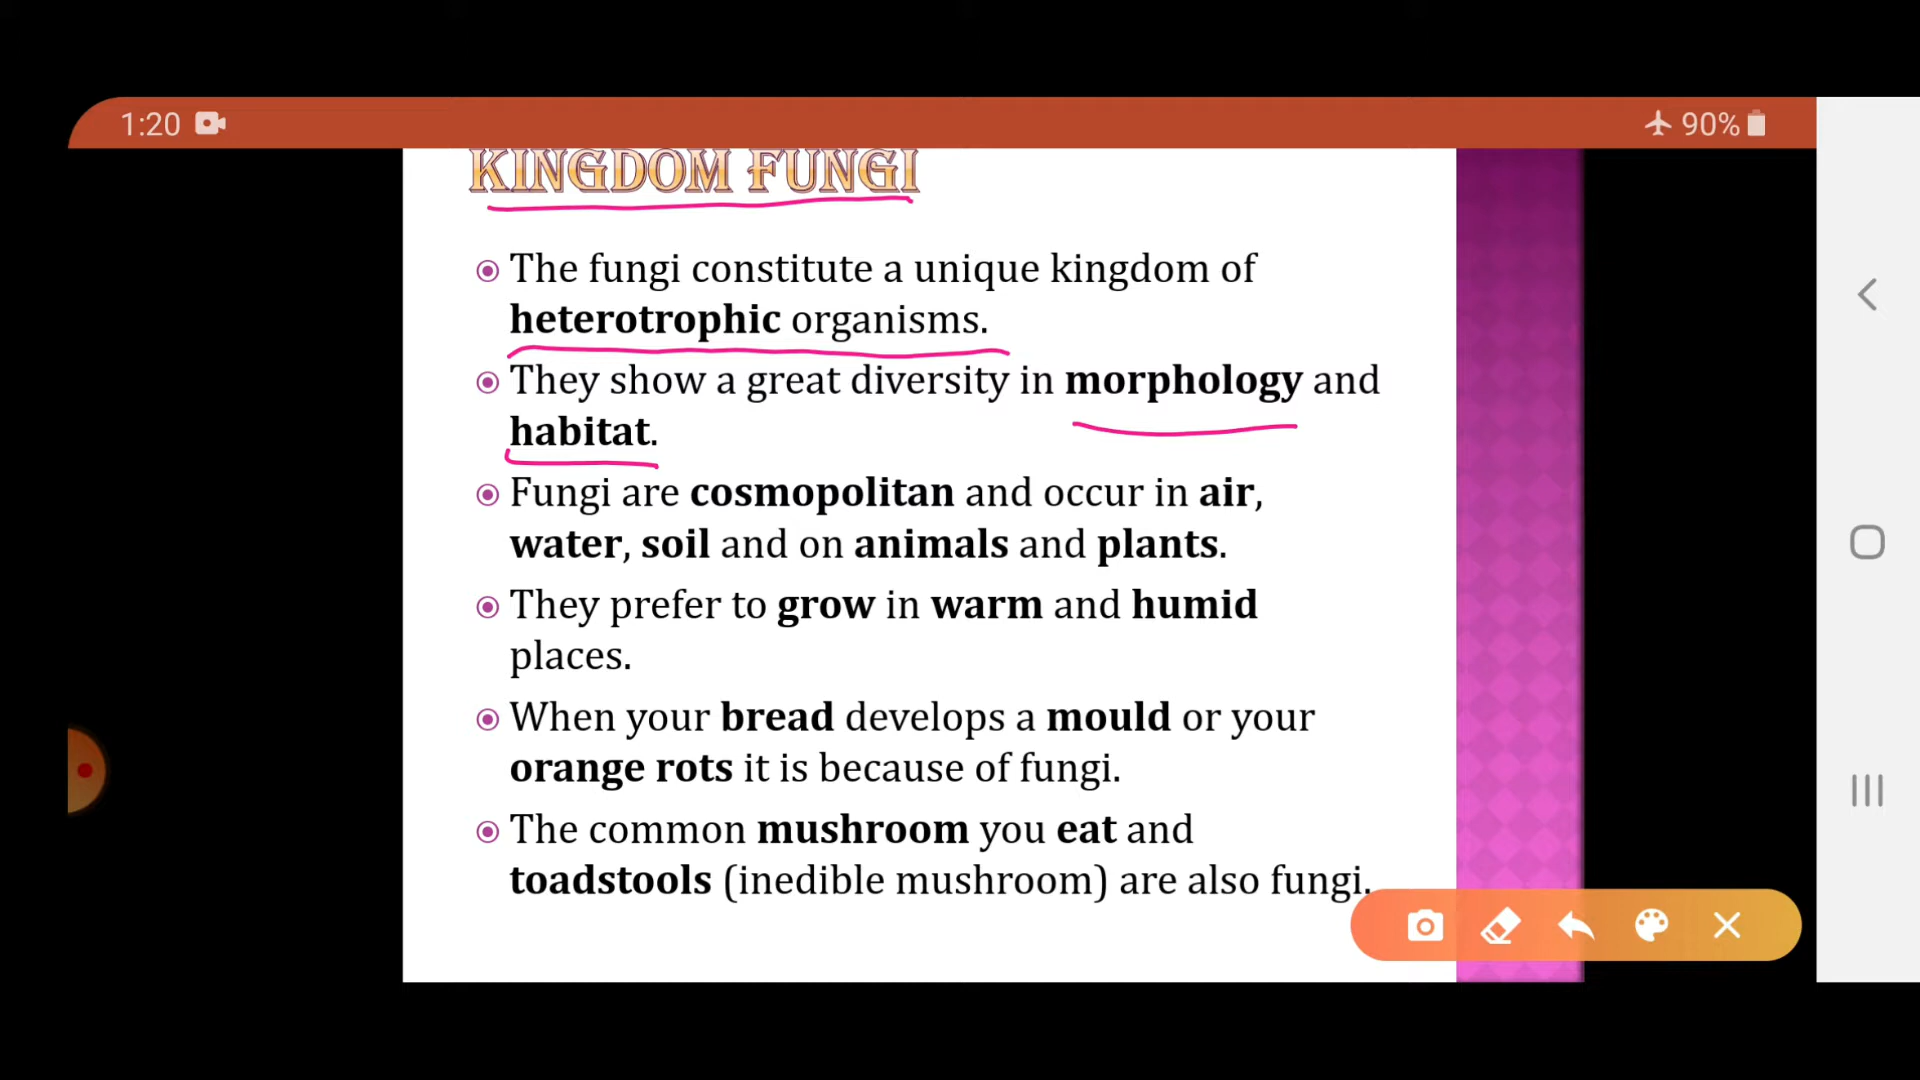 1:20
90%
KINGDOM FUNGI
The fungi constitute a unique kingdom of
heterotrophic organisms.
They show a great diversity in morphology and
habitat.
Fungi are cosmopolitan and occur in air,
water, soil and on animals and plants.
They prefer to grow in warm and humid
places.
When your bread develops a mould or your
orange rots it is because of fungi.
The common mushroom you eat and
toadstools (inedible mushroom) are also fungi.